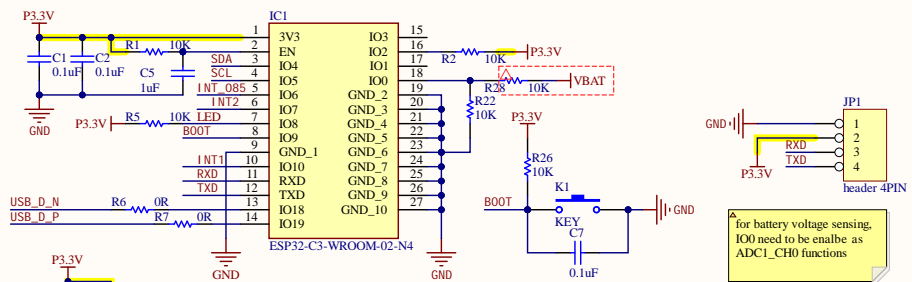 P3.3V
C1
0.1uF
C2
0.1uF
R1
10K
C5
1uF
GND
SDA
SCL
INT_O85
INT2
P3.3V
R5
10K
LED
BOOT
INT1
RXD
TXD
USB_D_N
R6
0R
USB_D_P
R7
0R
GND
P3.3V
IC1
1 3V3
2 EN
3 IO4
4 IO5
5 IO6
6 IO7
7 IO8
8 IO9
9 GND_1
10 IO10
11 RXD
12 TXD
13 IO18
14 IO19
IO3 15
IO2 16
IO1 17
IO0 18
GND_2 19
GND_3 20
GND_4 21
GND_5 22
GND_6 23
GND_7 24
GND_8 25
GND_9 26
GND_10 27
ESP32-C3-WROOM-02-N4
R2
10K
P3.3V
R28
10K
VBAT
R22
10K
GND
P3.3V
R26
10K
BOOT
K1
KEY
GND
C7
0.1uF
JP1
GND
1
2
RXD
3
TXD
4
P3.3V
header 4PIN
for battery voltage sensing,
IO0 need to be enalbe as
ADC1_CH0 functions